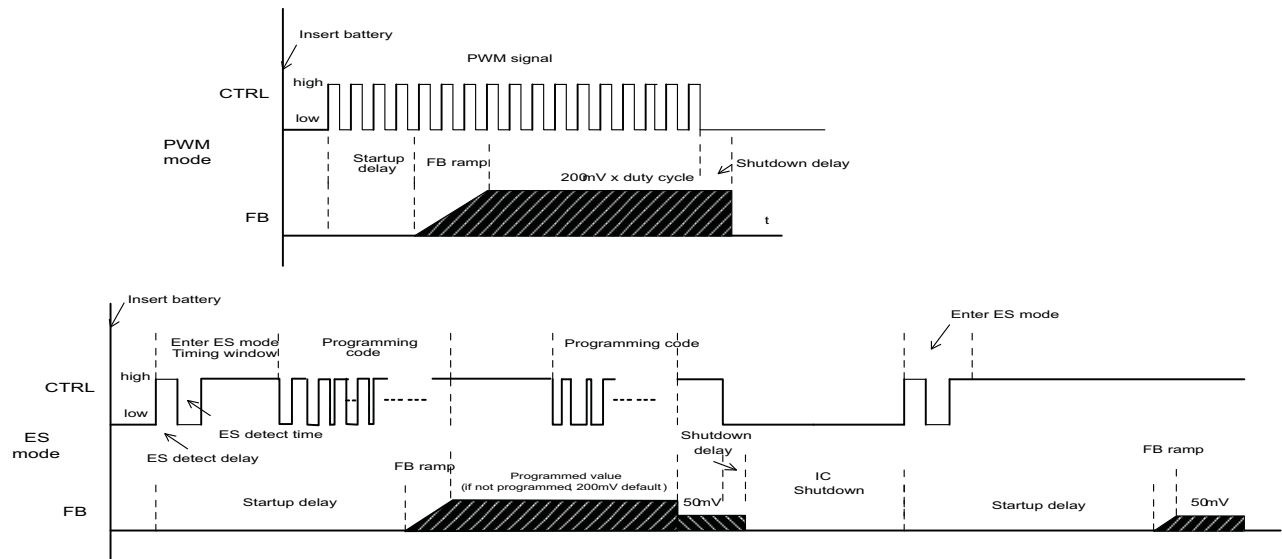 Insert battery
PWM signal
high
CTRL
low
PWM
mode
Startup
delay
FB ramp
Shutdown delay
200mV x duty cycle
FB
t
Insert battery
Enter ES mode
Enter ES mode
Timing window
Programming
code
Programming code
high
CTRL
low
ES detect time
ES
mode
ES detect delay
Shutdown
delay
FB ramp
FB ramp
Programmed value
(if not programmed, 200mV default )
IC
Shutdown
50mV
50mV
Startup delay
Startup delay
FB